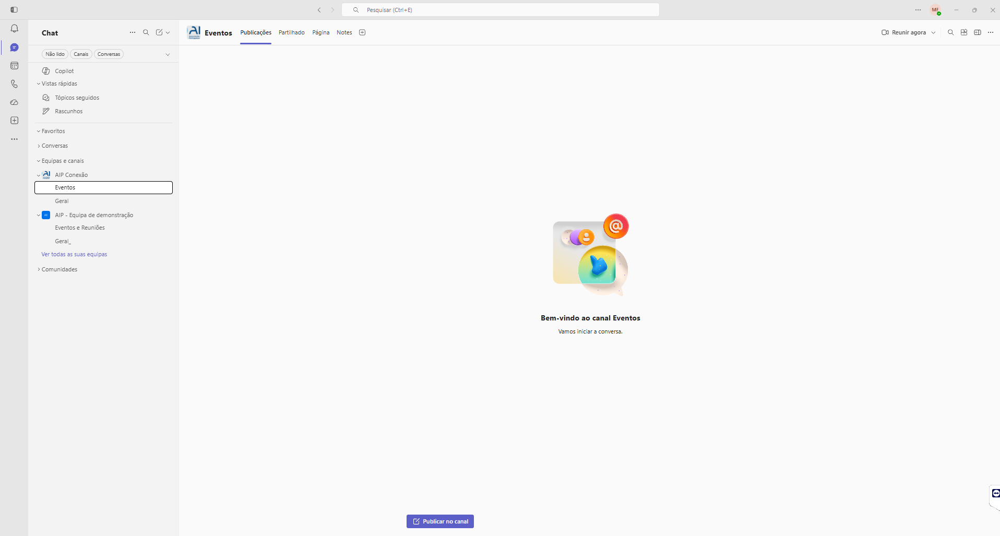 Pesquisar (Ctrl+E)
MF
Chat
Não lido
Canais
Conversas
Copilot
Vistas rápidas
Tópicos seguidos
Rascunhos
Favoritos
Conversas
Equipas e canais
AIP Conexão
Eventos
Geral
AIP - Equipa de demonstração
Eventos e Reuniões
Geral_
Ver todas as suas equipas
Comunidades
Eventos
Publicações
Partilhado
Página
Notes
Reunir agora
@
Bem-vindo ao canal Eventos
Vamos iniciar a conversa.
Publicar no canal